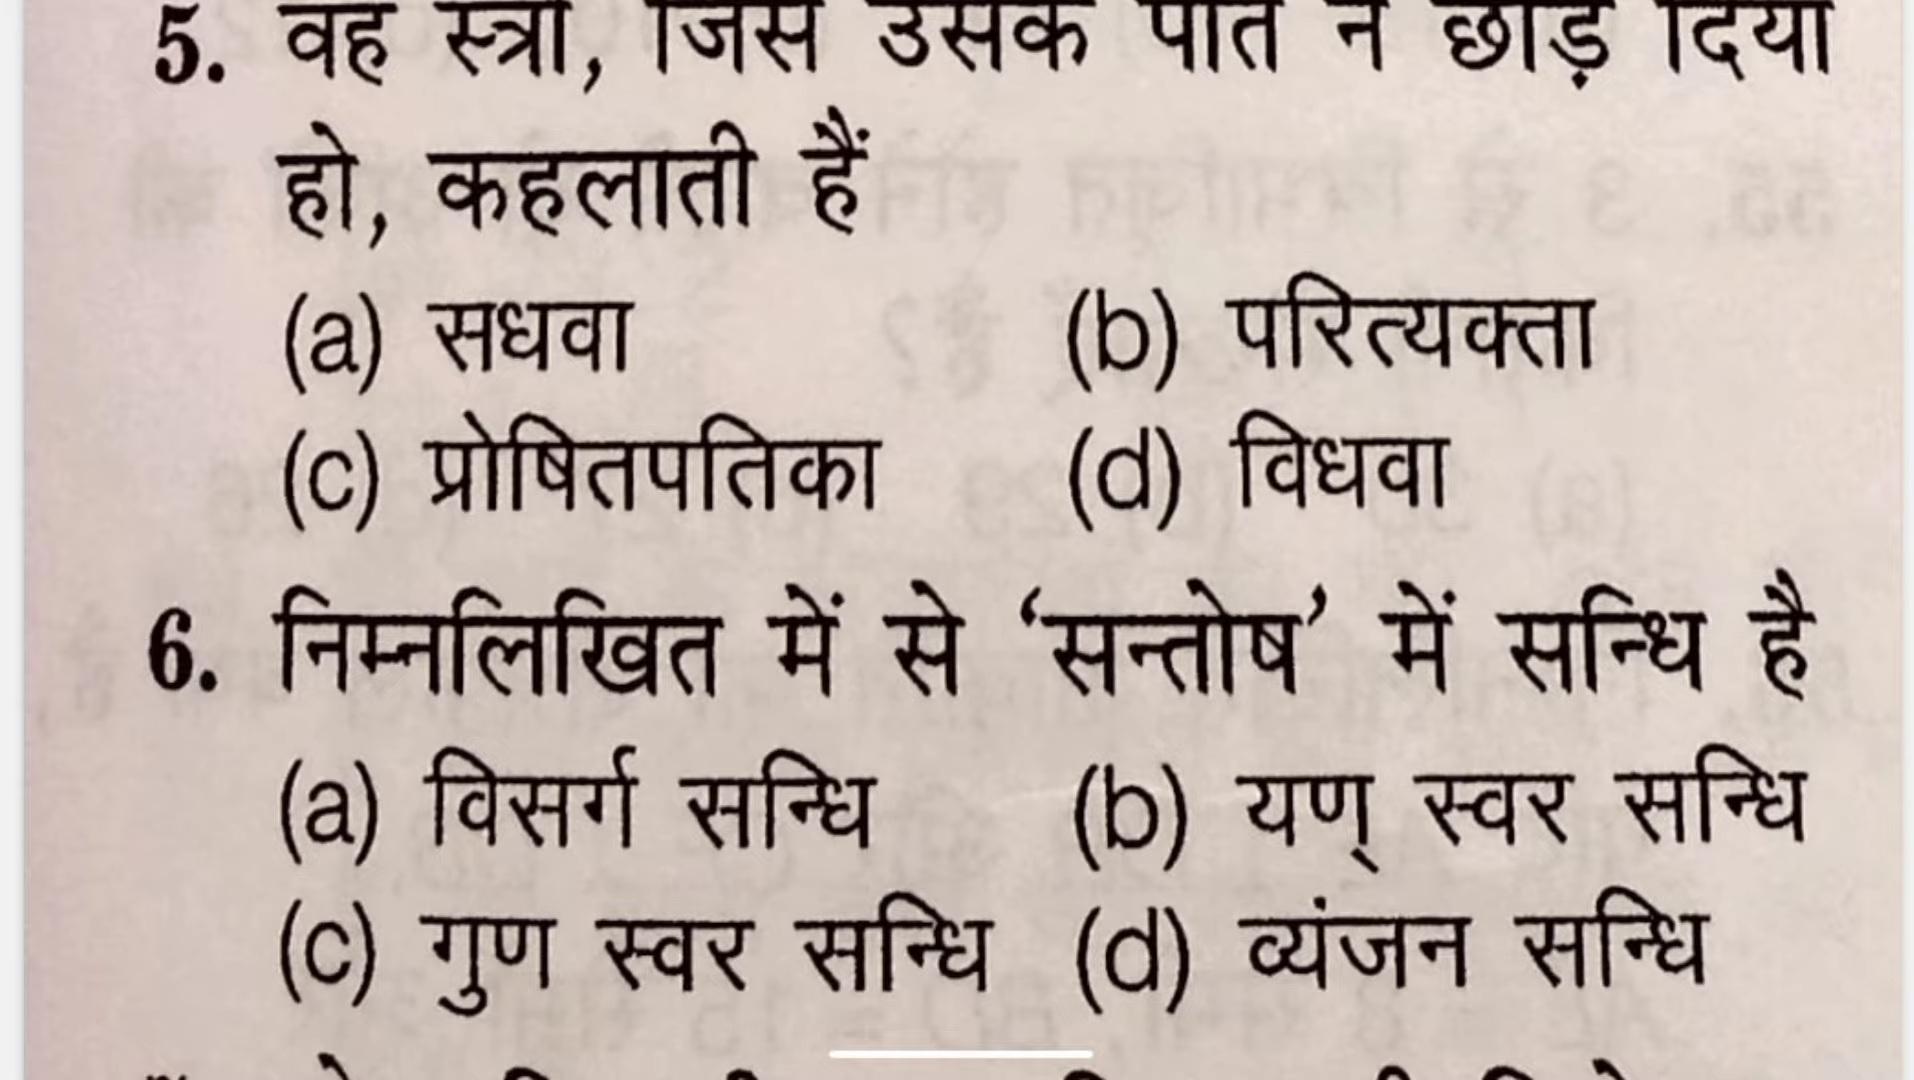 5. वह स्त्री, जिसे उसके पति ने छोड़ दिया
हो, कहलाती हैं
(a) सधवा (b) परित्यक्ता
(c) प्रोषितपतिका (d) विधवा
6. निम्नलिखित में से ‘सन्तोष’ में सन्धि है
(a) विसर्ग सन्धि (b) यण् स्वर सन्धि
(c) गुण स्वर सन्धि (d) व्यंजन सन्धि